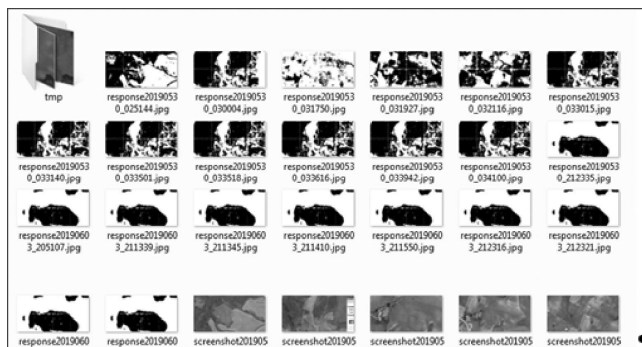 tmp
response2019053
0_025144.jpg
response2019053
0_030004.jpg
response2019053
0_031750.jpg
response2019053
0_031927.jpg
response2019053
0_032116.jpg
response2019053
0_033015.jpg
response2019053
0_033140.jpg
response2019053
0_033501.jpg
response2019053
0_033518.jpg
response2019053
0_033616.jpg
response2019053
0_033942.jpg
response2019053
0_034100.jpg
response2019053
0_212335.jpg
response2019060
3_205107.jpg
response2019060
3_211339.jpg
response2019060
3_211345.jpg
response2019060
3_211410.jpg
response2019060
3_211550.jpg
response2019060
3_212316.jpg
response2019060
3_212321.jpg
response2019060
response2019060
screenshot201905
screenshot201905
screenshot201905
screenshot201905
screenshot201905